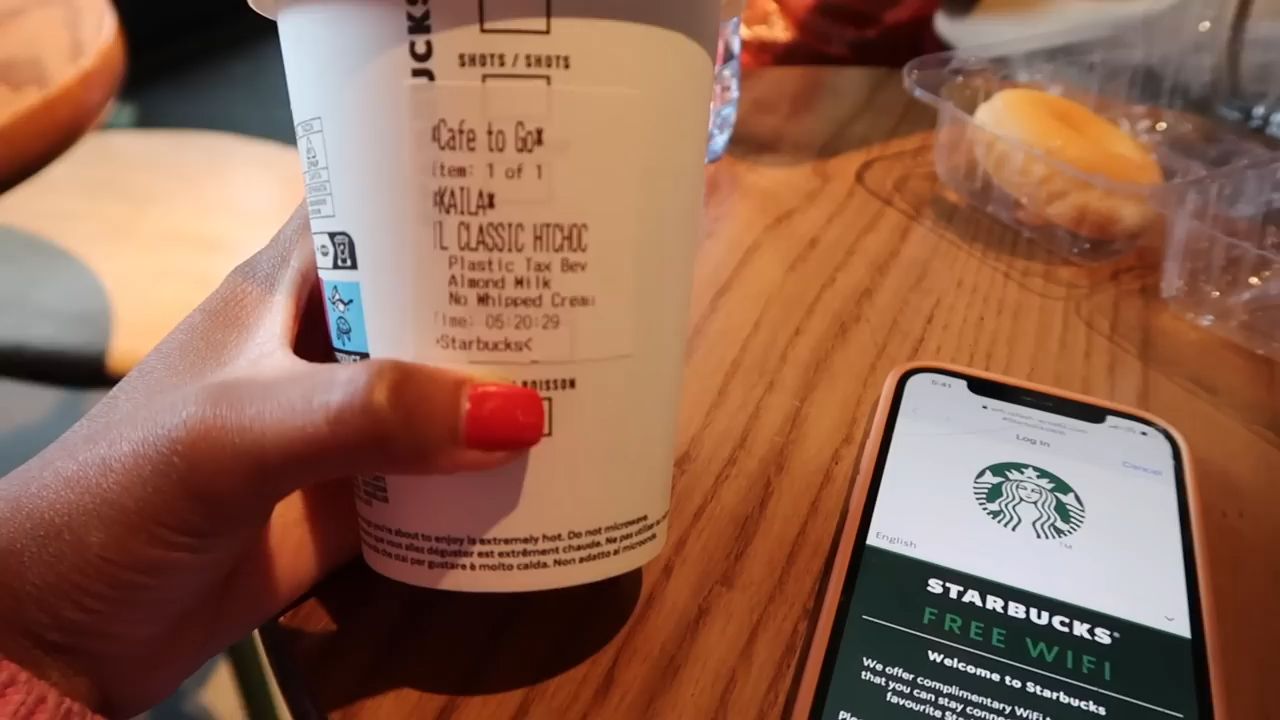 UCKS
SHOTS / SHOTS
*Cafe to Go*
Item: 1 of 1
*KAILA*
TL CLASSIC HTCHOC
Plastic Tax Bev
Almond Milk
No Whipped Cream
Time: 05:20:29
>Starbucks<
BOISSON
you're about to enjoy is extremely hot. Do not microwave
que vous allez déguster est extrêmement chaude. Ne pas utiliser
che stai per gustare è molto calda. Non adatto al microonde
5:41
Log In
Cancel
English
STARBUCKS®
FREE WIFI
Welcome to Starbucks
We offer complimentary WiFi
that you can stay
favourite